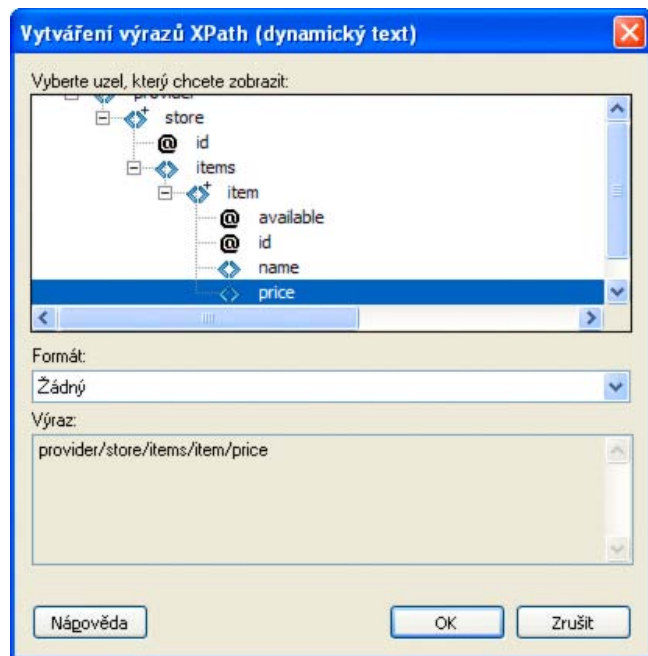 Vytváření výrazů XPath (dynamický text)
Vyberte uzel, který chcete zobrazit:
provider
store
@ id
items
item
@ available
@ id
name
price
Formát:
Žádný
Výraz:
provider/store/items/item/price
Nápověda
OK
Zrušit